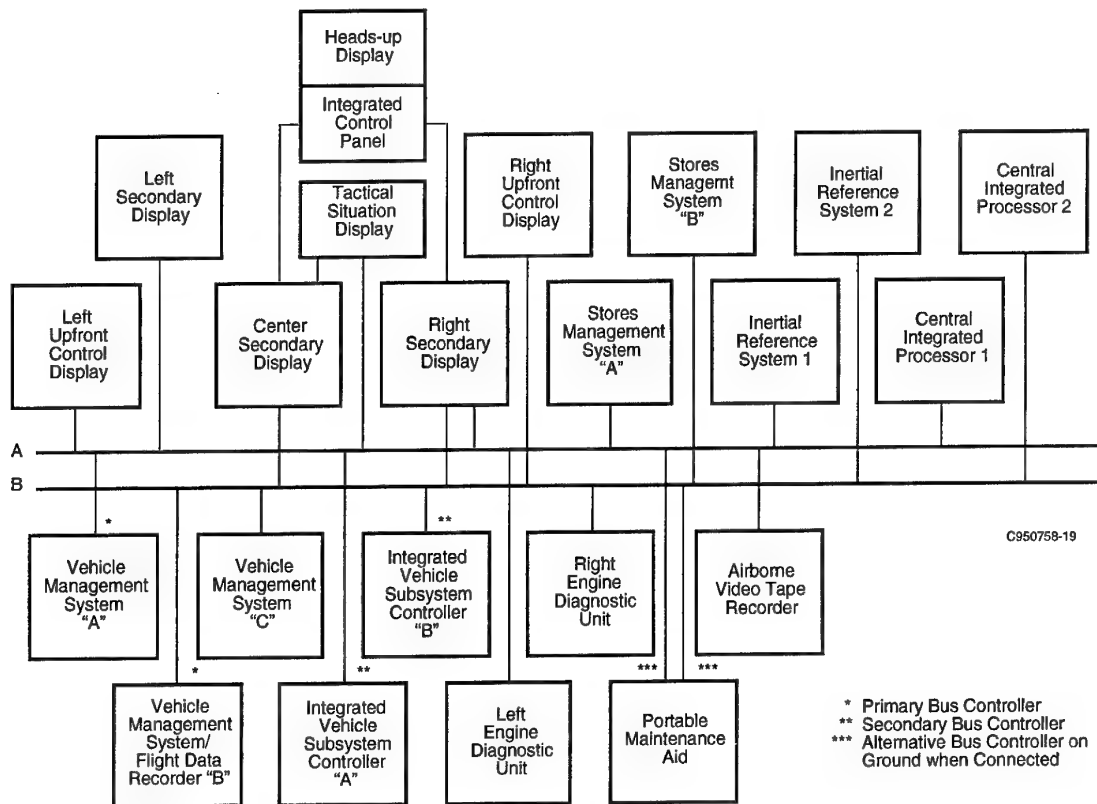 Heads-up
Display
Integrated
Control
Panel
Left
Secondary
Display
Tactical
Situation
Display
Right
Upfront
Control
Display
Stores
Managemt
System
"B"
Inertial
Reference
System 2
Central
Integrated
Processor 2
Left
Upfront
Control
Display
Center
Secondary
Display
Right
Secondary
Display
Stores
Management
System
"A"
Inertial
Reference
System 1
Central
Integrated
Processor 1
A
B
*
Vehicle
Management
System
"A"
Vehicle
Management
System
"C"
**
Integrated
Vehicle
Subsystem
Controller
"B"
Right
Engine
Diagnostic
Unit
Airborne
Video Tape
Recorder
C950758-19
*
Vehicle
Management
System/
Flight Data
Recorder "B"
**
Integrated
Vehicle
Subsystem
Controller
"A"
Left
Engine
Diagnostic
Unit
*** ***
Portable
Maintenance
Aid
* Primary Bus Controller
** Secondary Bus Controller
*** Alternative Bus Controller on
Ground when Connected